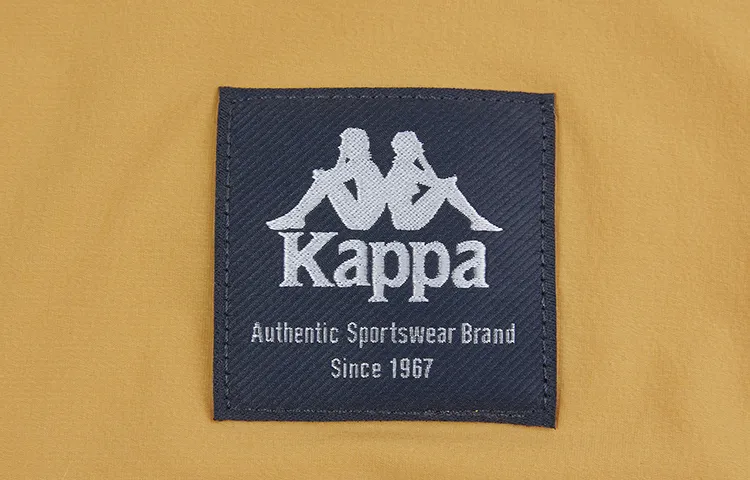 Kappa
Authentic Sportswear Brand
Since 1967